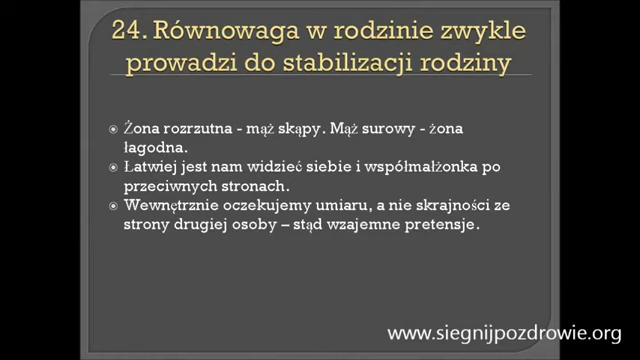 24. Równowaga w rodzinie zwykle
prowadzi do stabilizacji rodziny
Żona rozrzutna - mąż skąpy. Mąż surowy - żona
łagodna.
Łatwiej jest nam widzieć siebie i współmałżonka po
przeciwnych stronach.
Wewnętrznie oczekujemy umiaru, a nie skrajności ze
strony drugiej osoby – stąd wzajemne pretensje.
www.siegnijpozdrowie.org